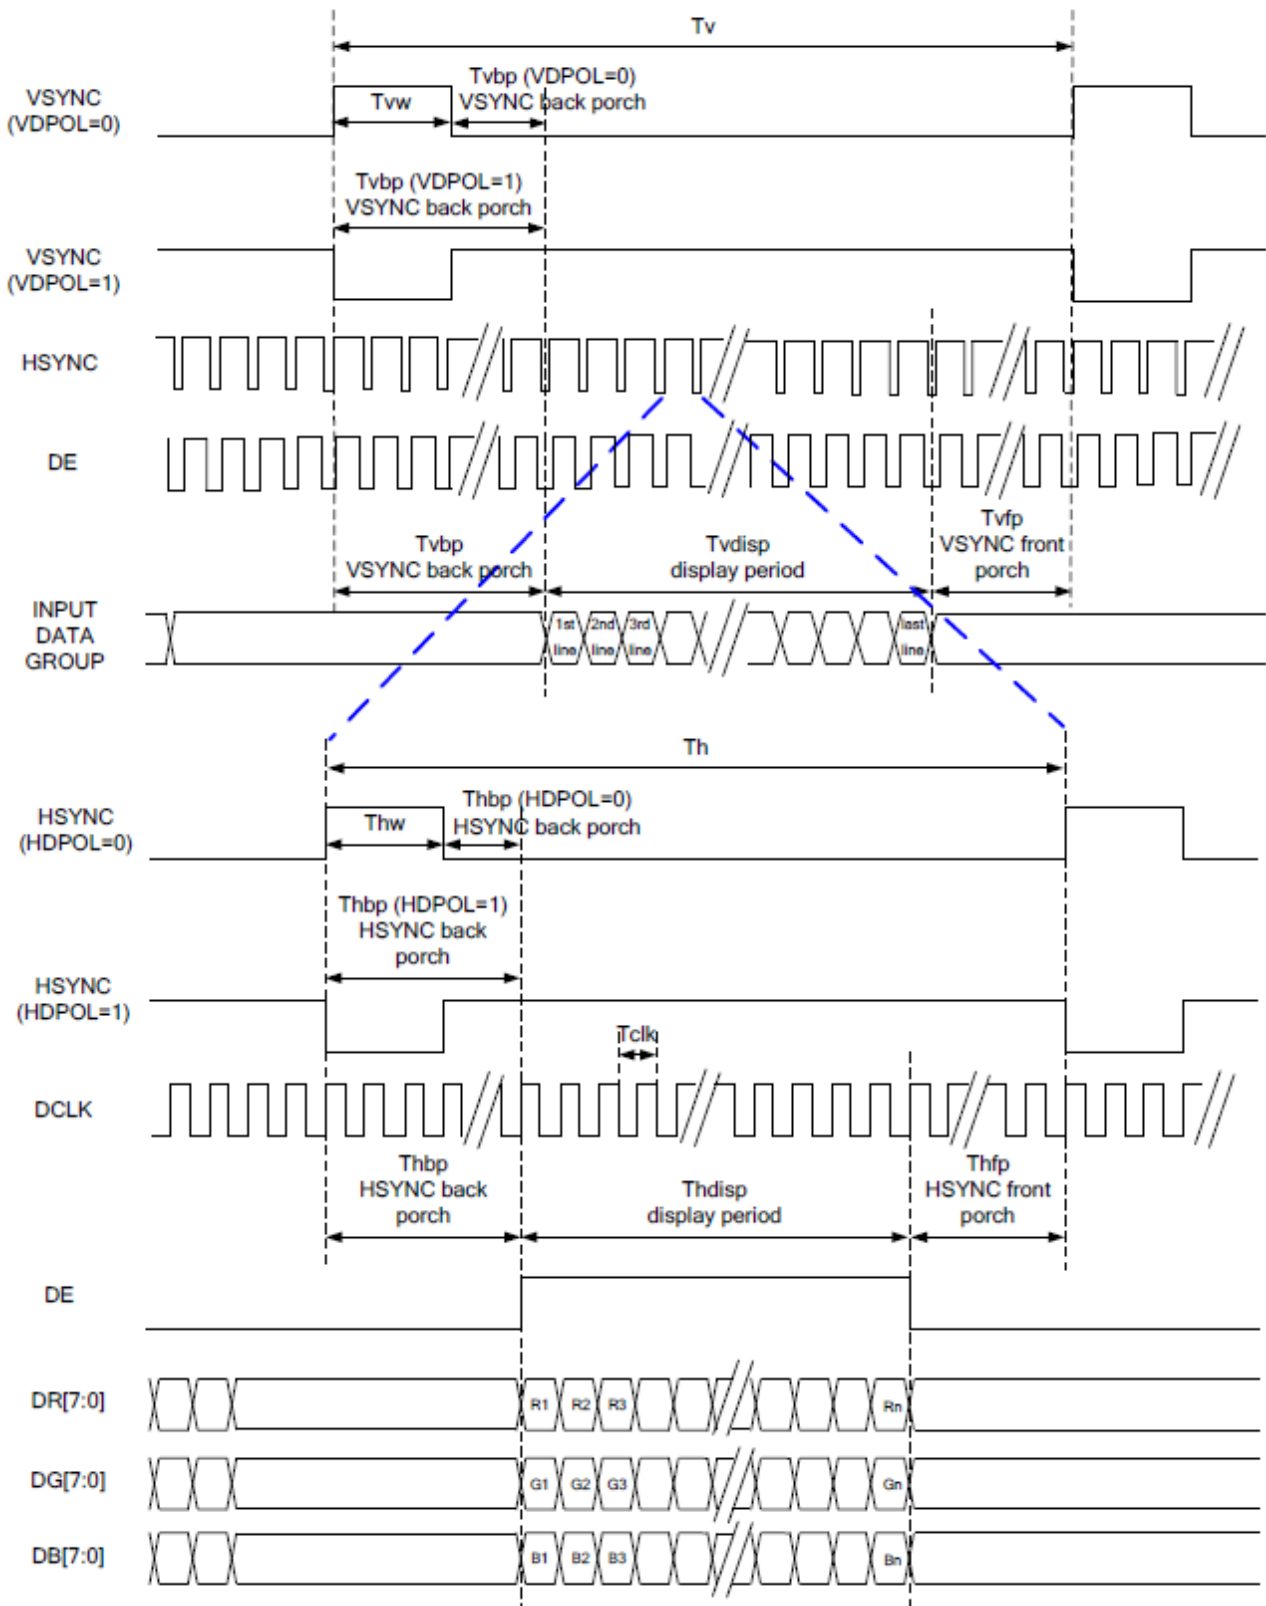 Tv
Tvbp (VDPOL=0)
VSYNC back porch
VSYNC
(VDPOL=0)
Tvw
Tvbp (VDPOL=1)
VSYNC back porch
VSYNC
(VDPOL=1)
HSYNC
DE
Tvbp
VSYNC back porch
Tvdisp
display period
Tvfp
VSYNC front
porch
INPUT
DATA
GROUP
1st
line
2nd
line
3rd
line
last
line
Th
HSYNC
(HDPOL=0)
Thw
Thbp (HDPOL=0)
HSYNC back porch
Thbp (HDPOL=1)
HSYNC back
porch
HSYNC
(HDPOL=1)
Tclk
DCLK
Thbp
HSYNC back
porch
Thdisp
display period
Thfp
HSYNC front
porch
DE
DR[7:0]
R1
R2
R3
Rn
DG[7:0]
G1
G2
G3
Gn
DB[7:0]
B1
B2
B3
Bn